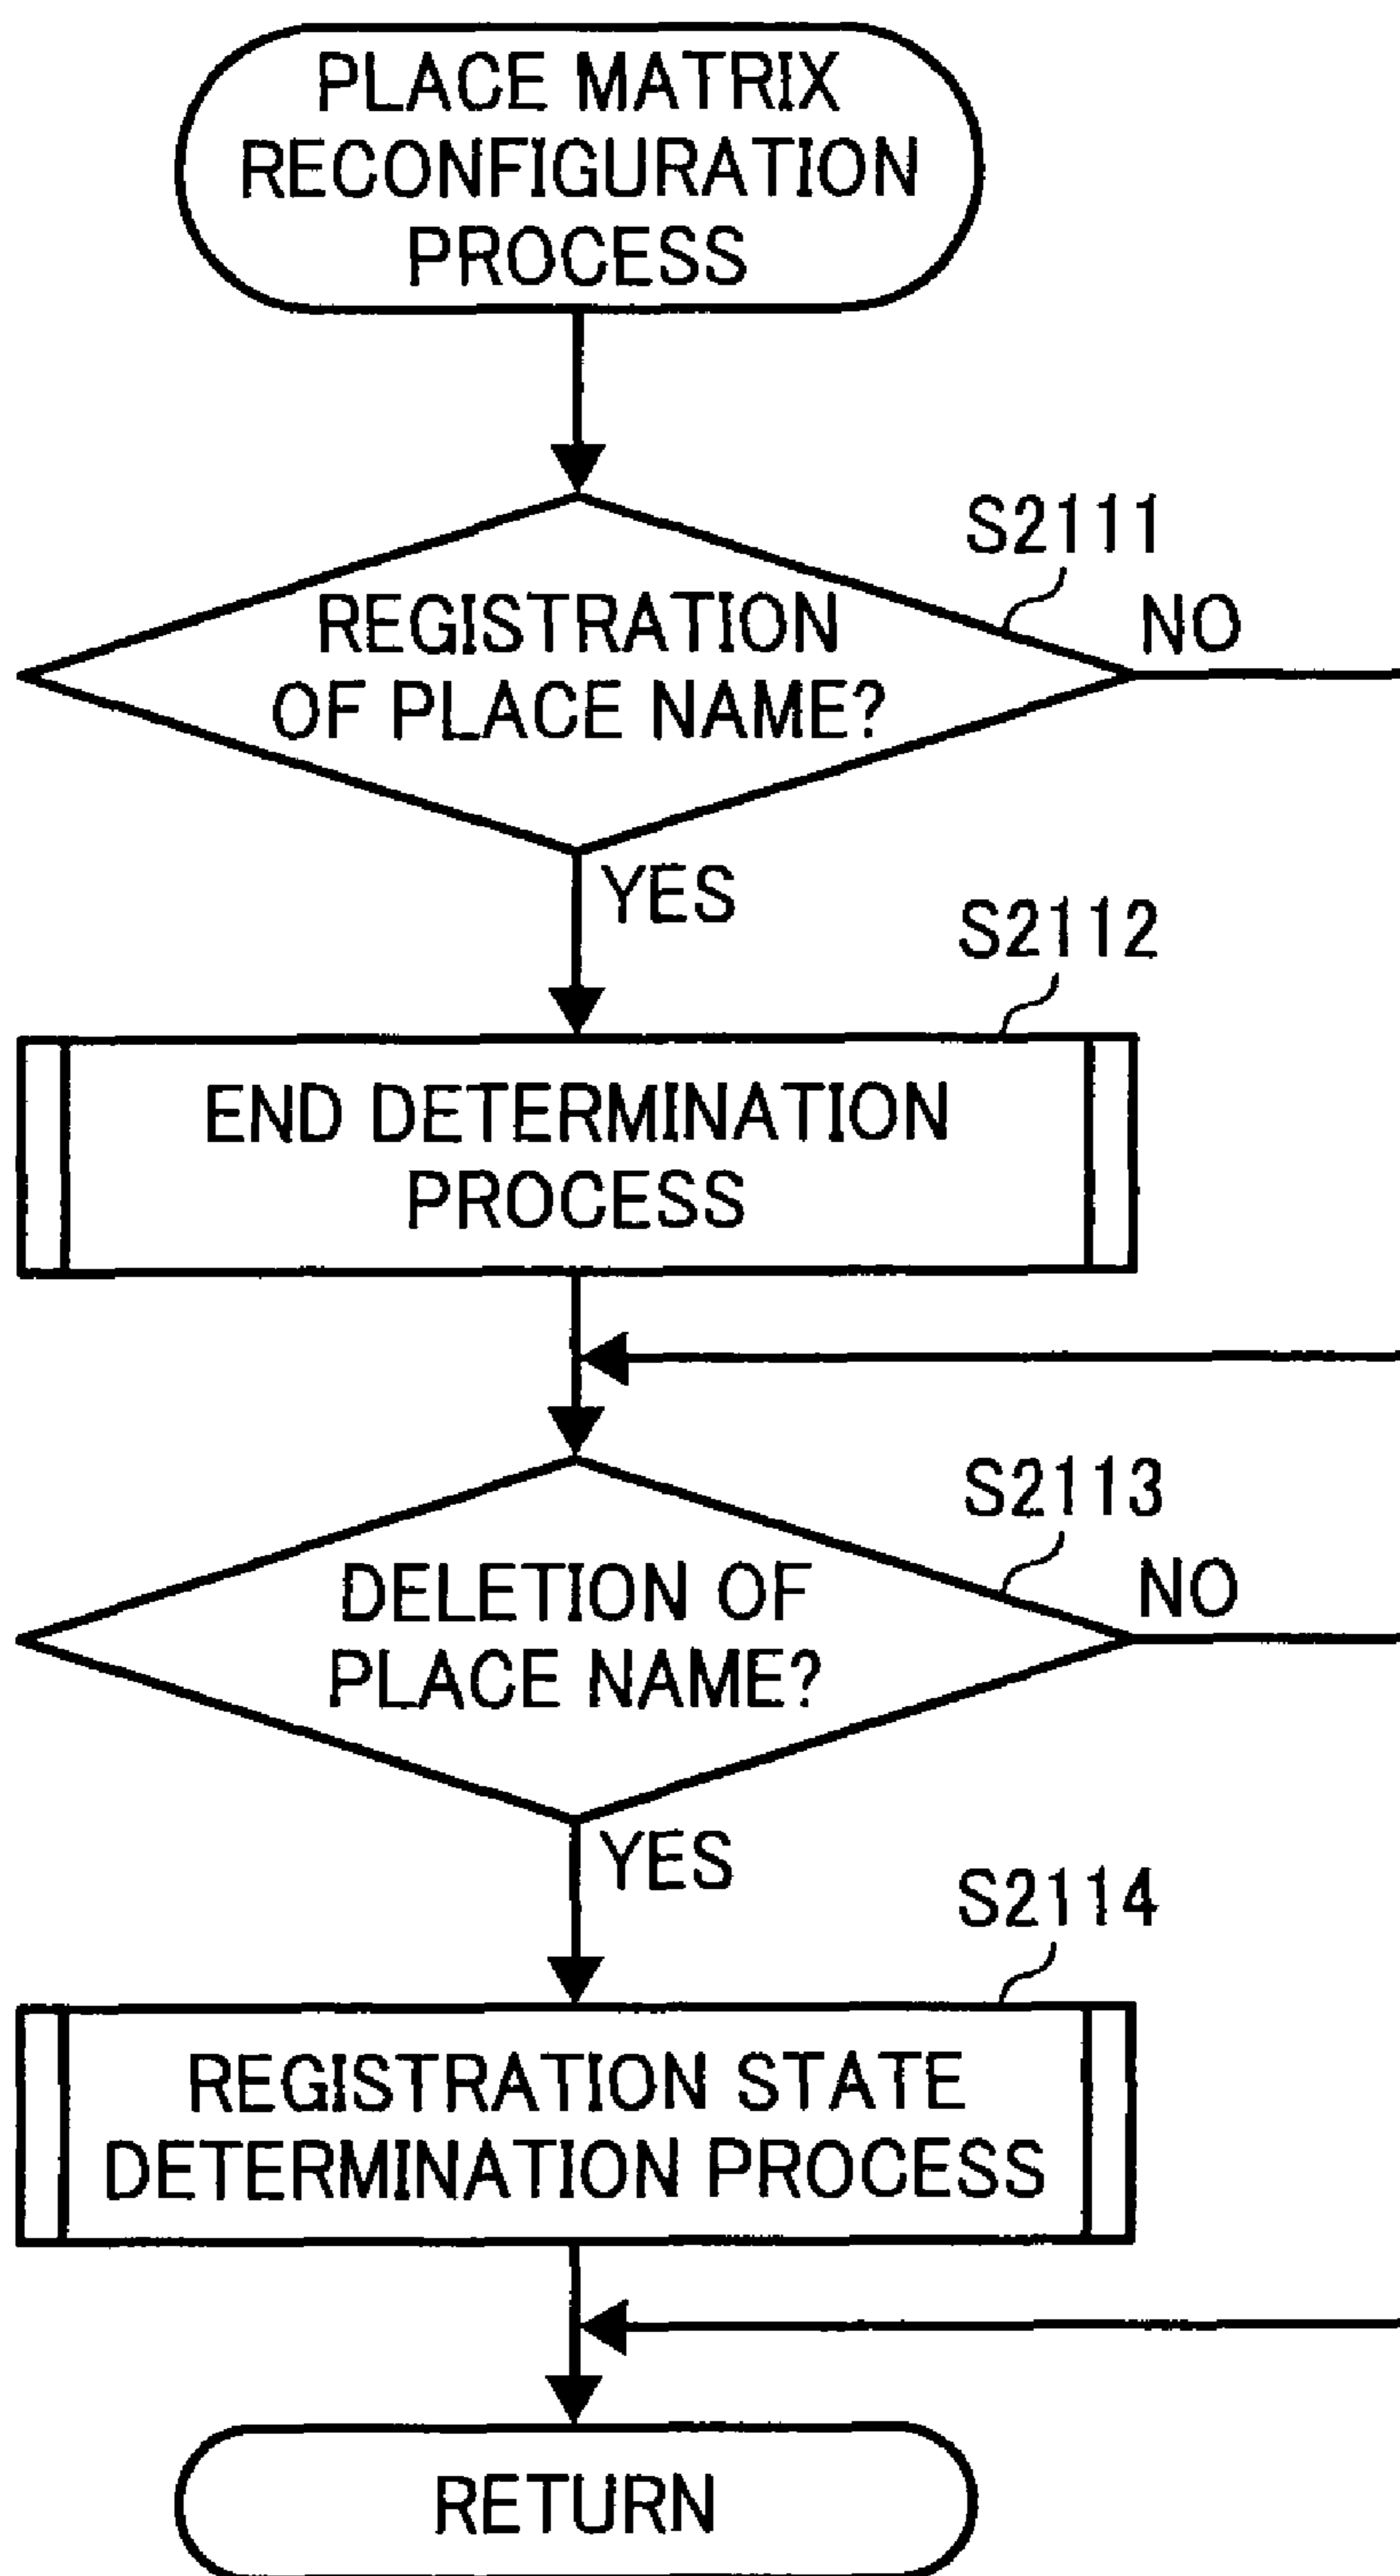 PLACE MATRIX
RECONFIGURATION
PROCESS
S2111
REGISTRATION
OF PLACE NAME?
NO
YES
S2112
END DETERMINATION
PROCESS
S2113
DELETION OF
PLACE NAME?
NO
YES
S2114
REGISTRATION STATE
DETERMINATION PROCESS
RETURN